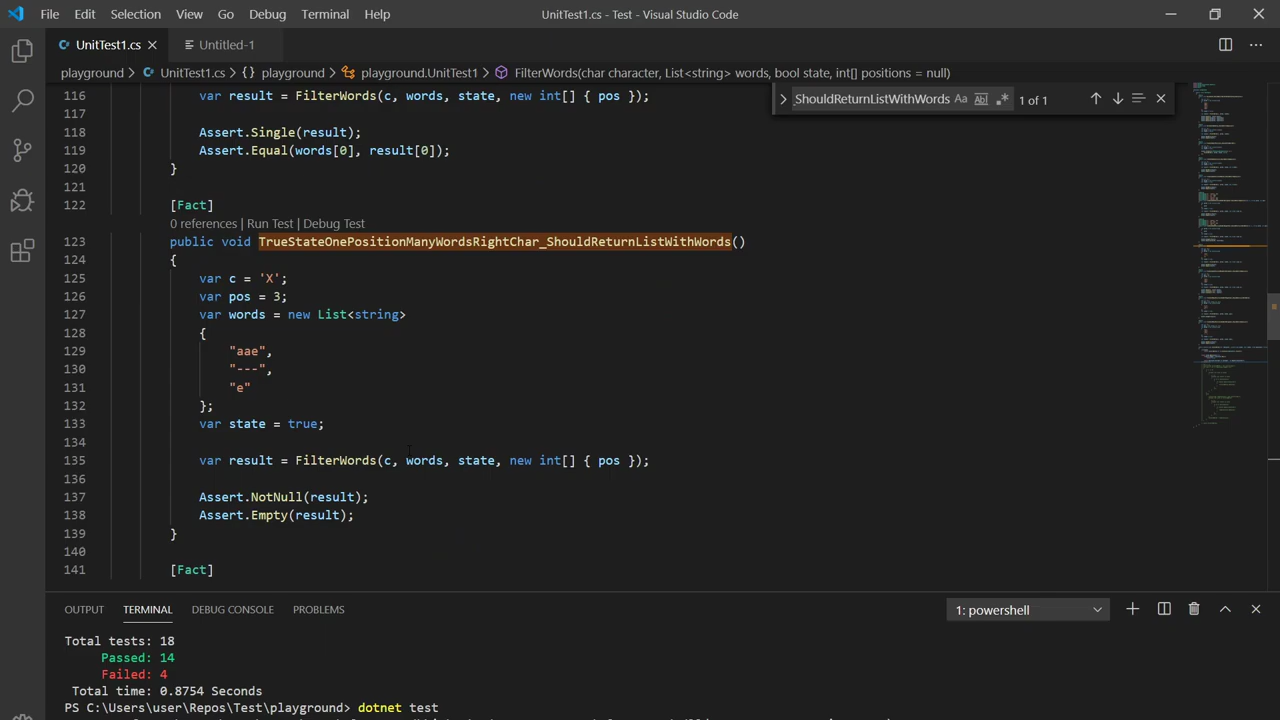 File Edit Selection View Go Debug Terminal Help UnitTest1.cs - Test - Visual Studio Code
UnitTest1.cs Untitled-1
playground > UnitTest1.cs > {} playground > playground.UnitTest1 > FilterWords(char character, List<string> words, bool state, int[] positions = null)
ShouldReturnListWithWords Aa Abl .* 1 of 1
116 var result = FilterWords(c, words, state, new int[] { pos });
117
118 Assert.Single(result);
119 Assert.Equal(words[0], result[0]);
120 }
121
122 [Fact]
0 references | Run Test | Debug Test
123 public void TrueStateOnePositionManyWordsRightChar_ShouldReturnListWithWords()
124 {
125 var c = 'X';
126 var pos = 3;
127 var words = new List<string>
128 {
129 "aae",
130 "---",
131 "e"
132 };
133 var state = true;
134
135 var result = FilterWords(c, words, state, new int[] { pos });
136
137 Assert.NotNull(result);
138 Assert.Empty(result);
139 }
140
141 [Fact]
OUTPUT TERMINAL DEBUG CONSOLE PROBLEMS 1: powershell
Total tests: 18
Passed: 14
Failed: 4
Total time: 0.8754 Seconds
PS C:\Users\user\Repos\Test\playground> dotnet test